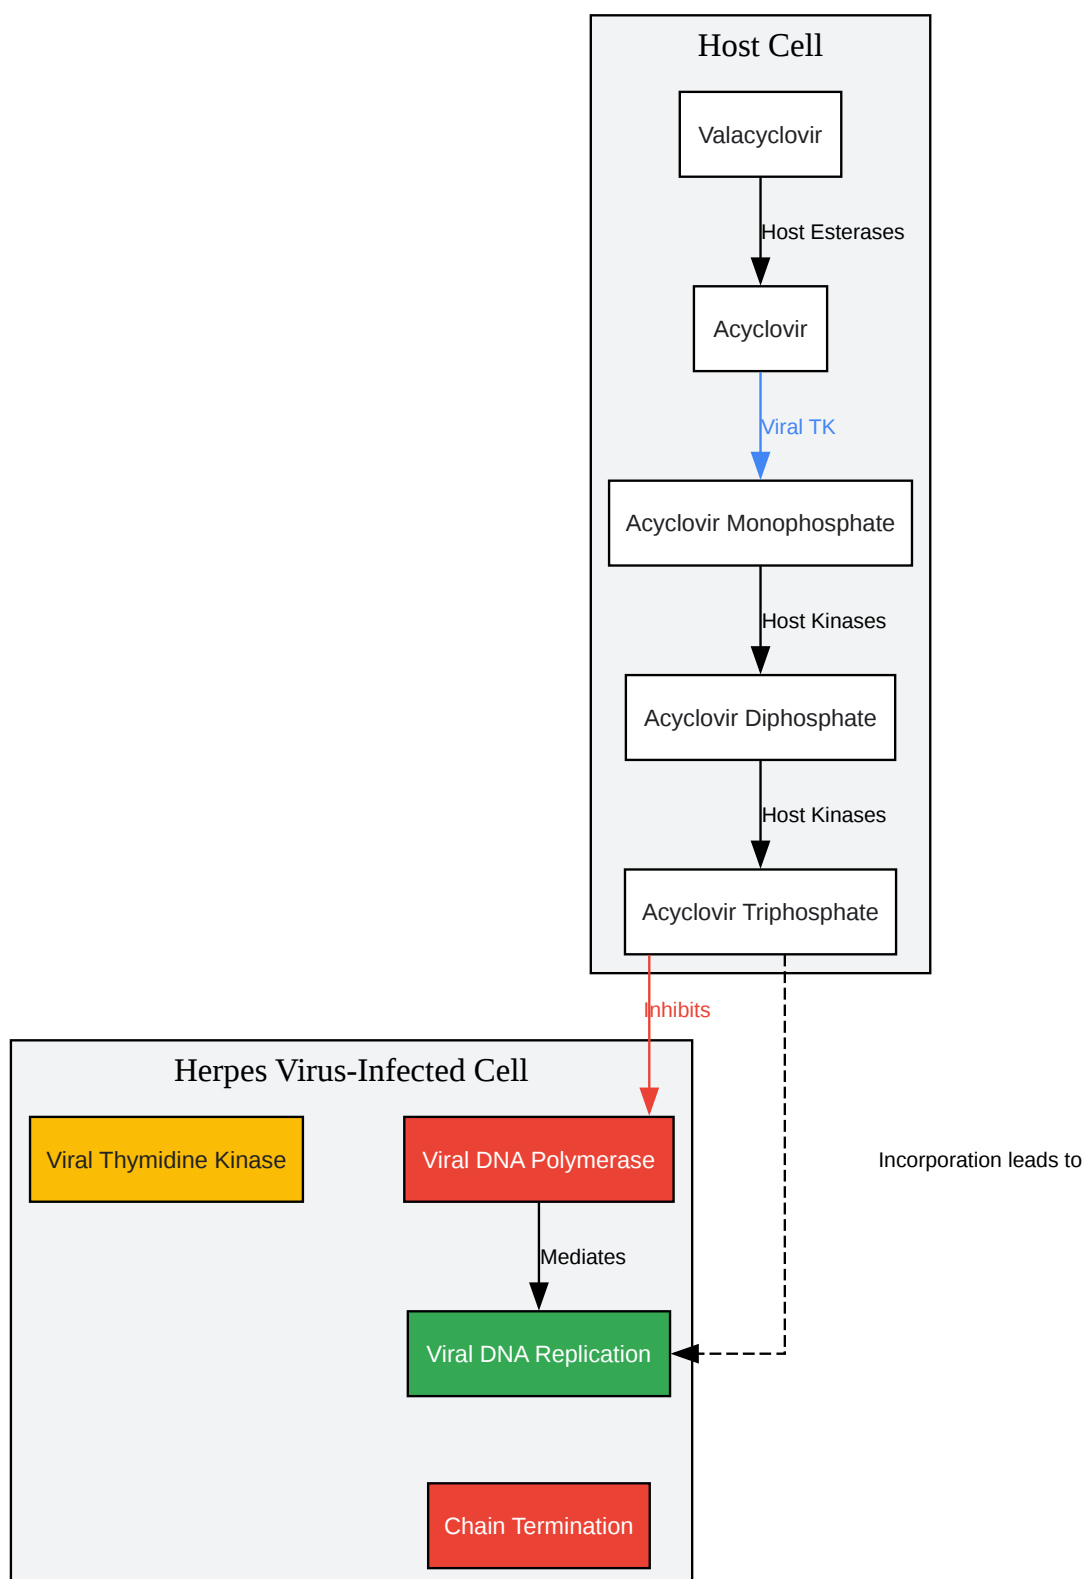 Host Cell
Valacyclovir
Host Esterases
Acyclovir
Viral TK
Acyclovir Monophosphate
Host Kinases
Acyclovir Diphosphate
Host Kinases
Acyclovir Triphosphate
Inhibits
Herpes Virus-Infected Cell
Viral Thymidine Kinase
Viral DNA Polymerase
Incorporation leads to
Mediates
Viral DNA Replication
Chain Termination